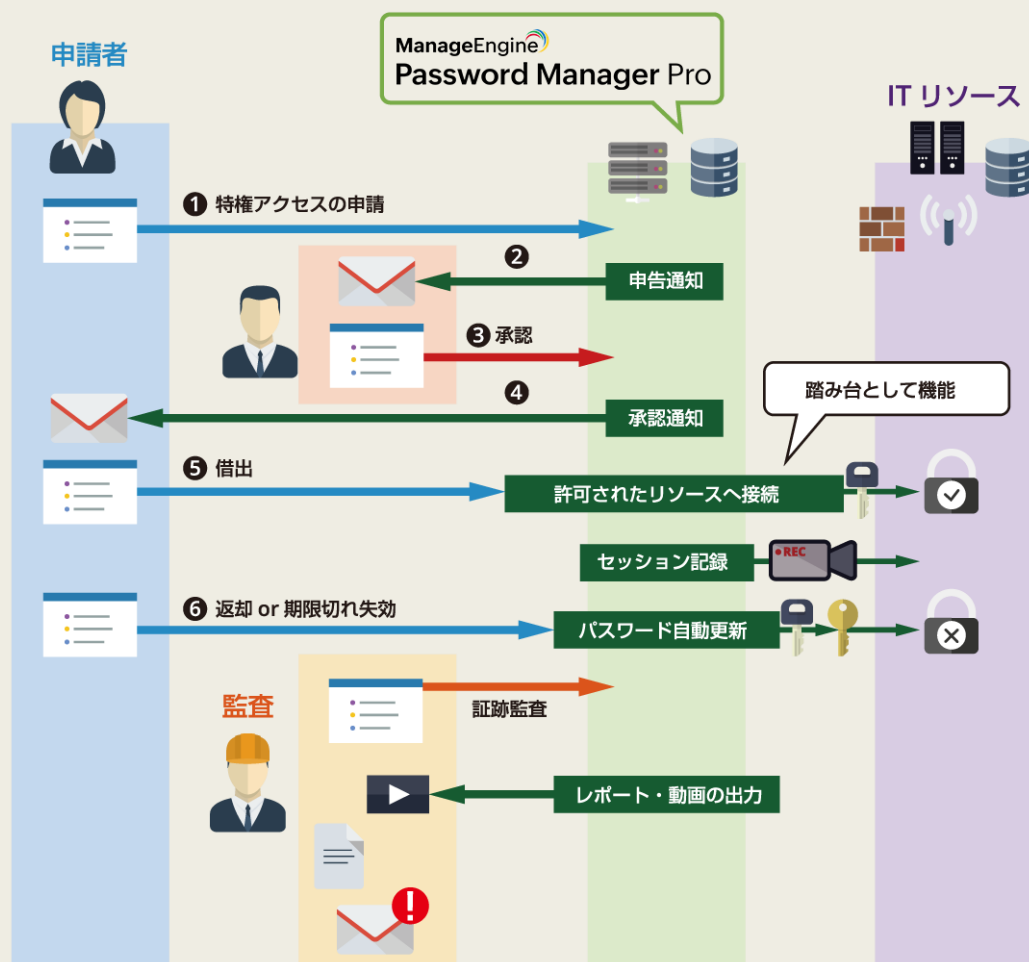 ManageEngine
Password Manager Pro
申請者
IT リソース
❶ 特権アクセスの申請
❷
申告通知
❸ 承認
❹
承認通知
踏み台として機能
❺ 借出
許可されたリソースへ接続
セッション記録
REC
❻ 返却 or 期限切れ失効
パスワード自動更新
監査
証跡監査
レポート・動画の出力
!